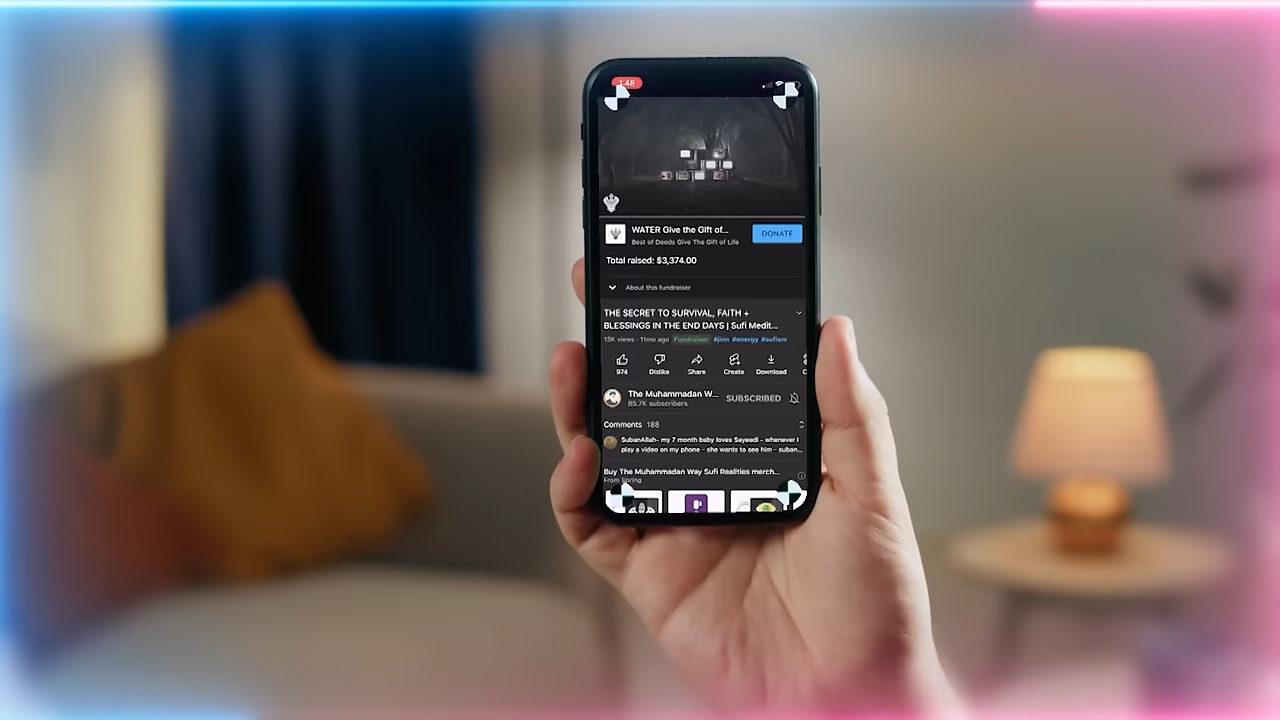 1:48
WATER Give the Gift of...
Best of Deeds Give The Gift of Life
DONATE
Total raised: $3,374.00
About this fundraiser
THE SECRET TO SURVIVAL, FAITH +
BLESSINGS IN THE END DAYS | Sufi Medit...
13K views · 11mo ago Fundraiser #jinn #energy #sufism
974 Dislike Share Create Download
The Muhammadan W... SUBSCRIBED
85.7K subscribers
Comments 188
SubanAllah- my 7 month baby loves Sayeedi - whenever I
play a video on my phone - she wants to see him - suban...
Buy The Muhammadan Way Sufi Realities merch...
From Spring